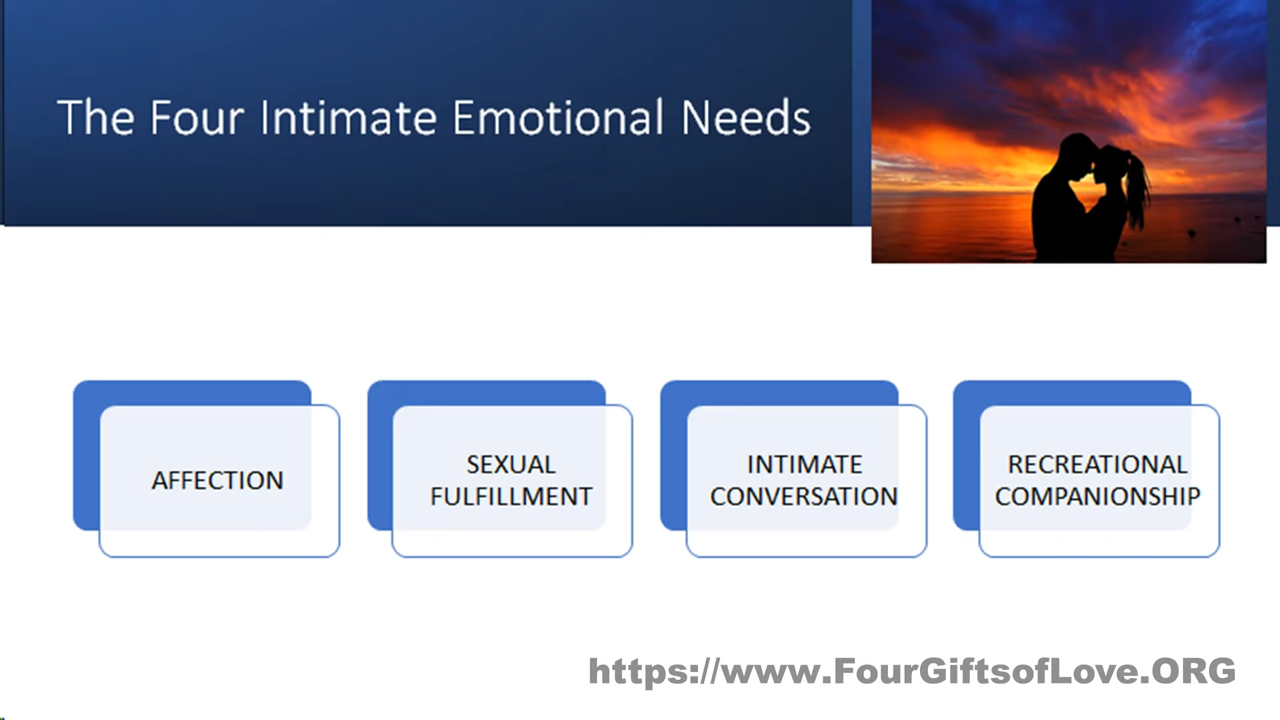 The Four Intimate Emotional Needs
AFFECTION
SEXUAL
FULFILLMENT
INTIMATE
CONVERSATION
RECREATIONAL
COMPANIONSHIP
https://www.FourGiftsofLove.ORG